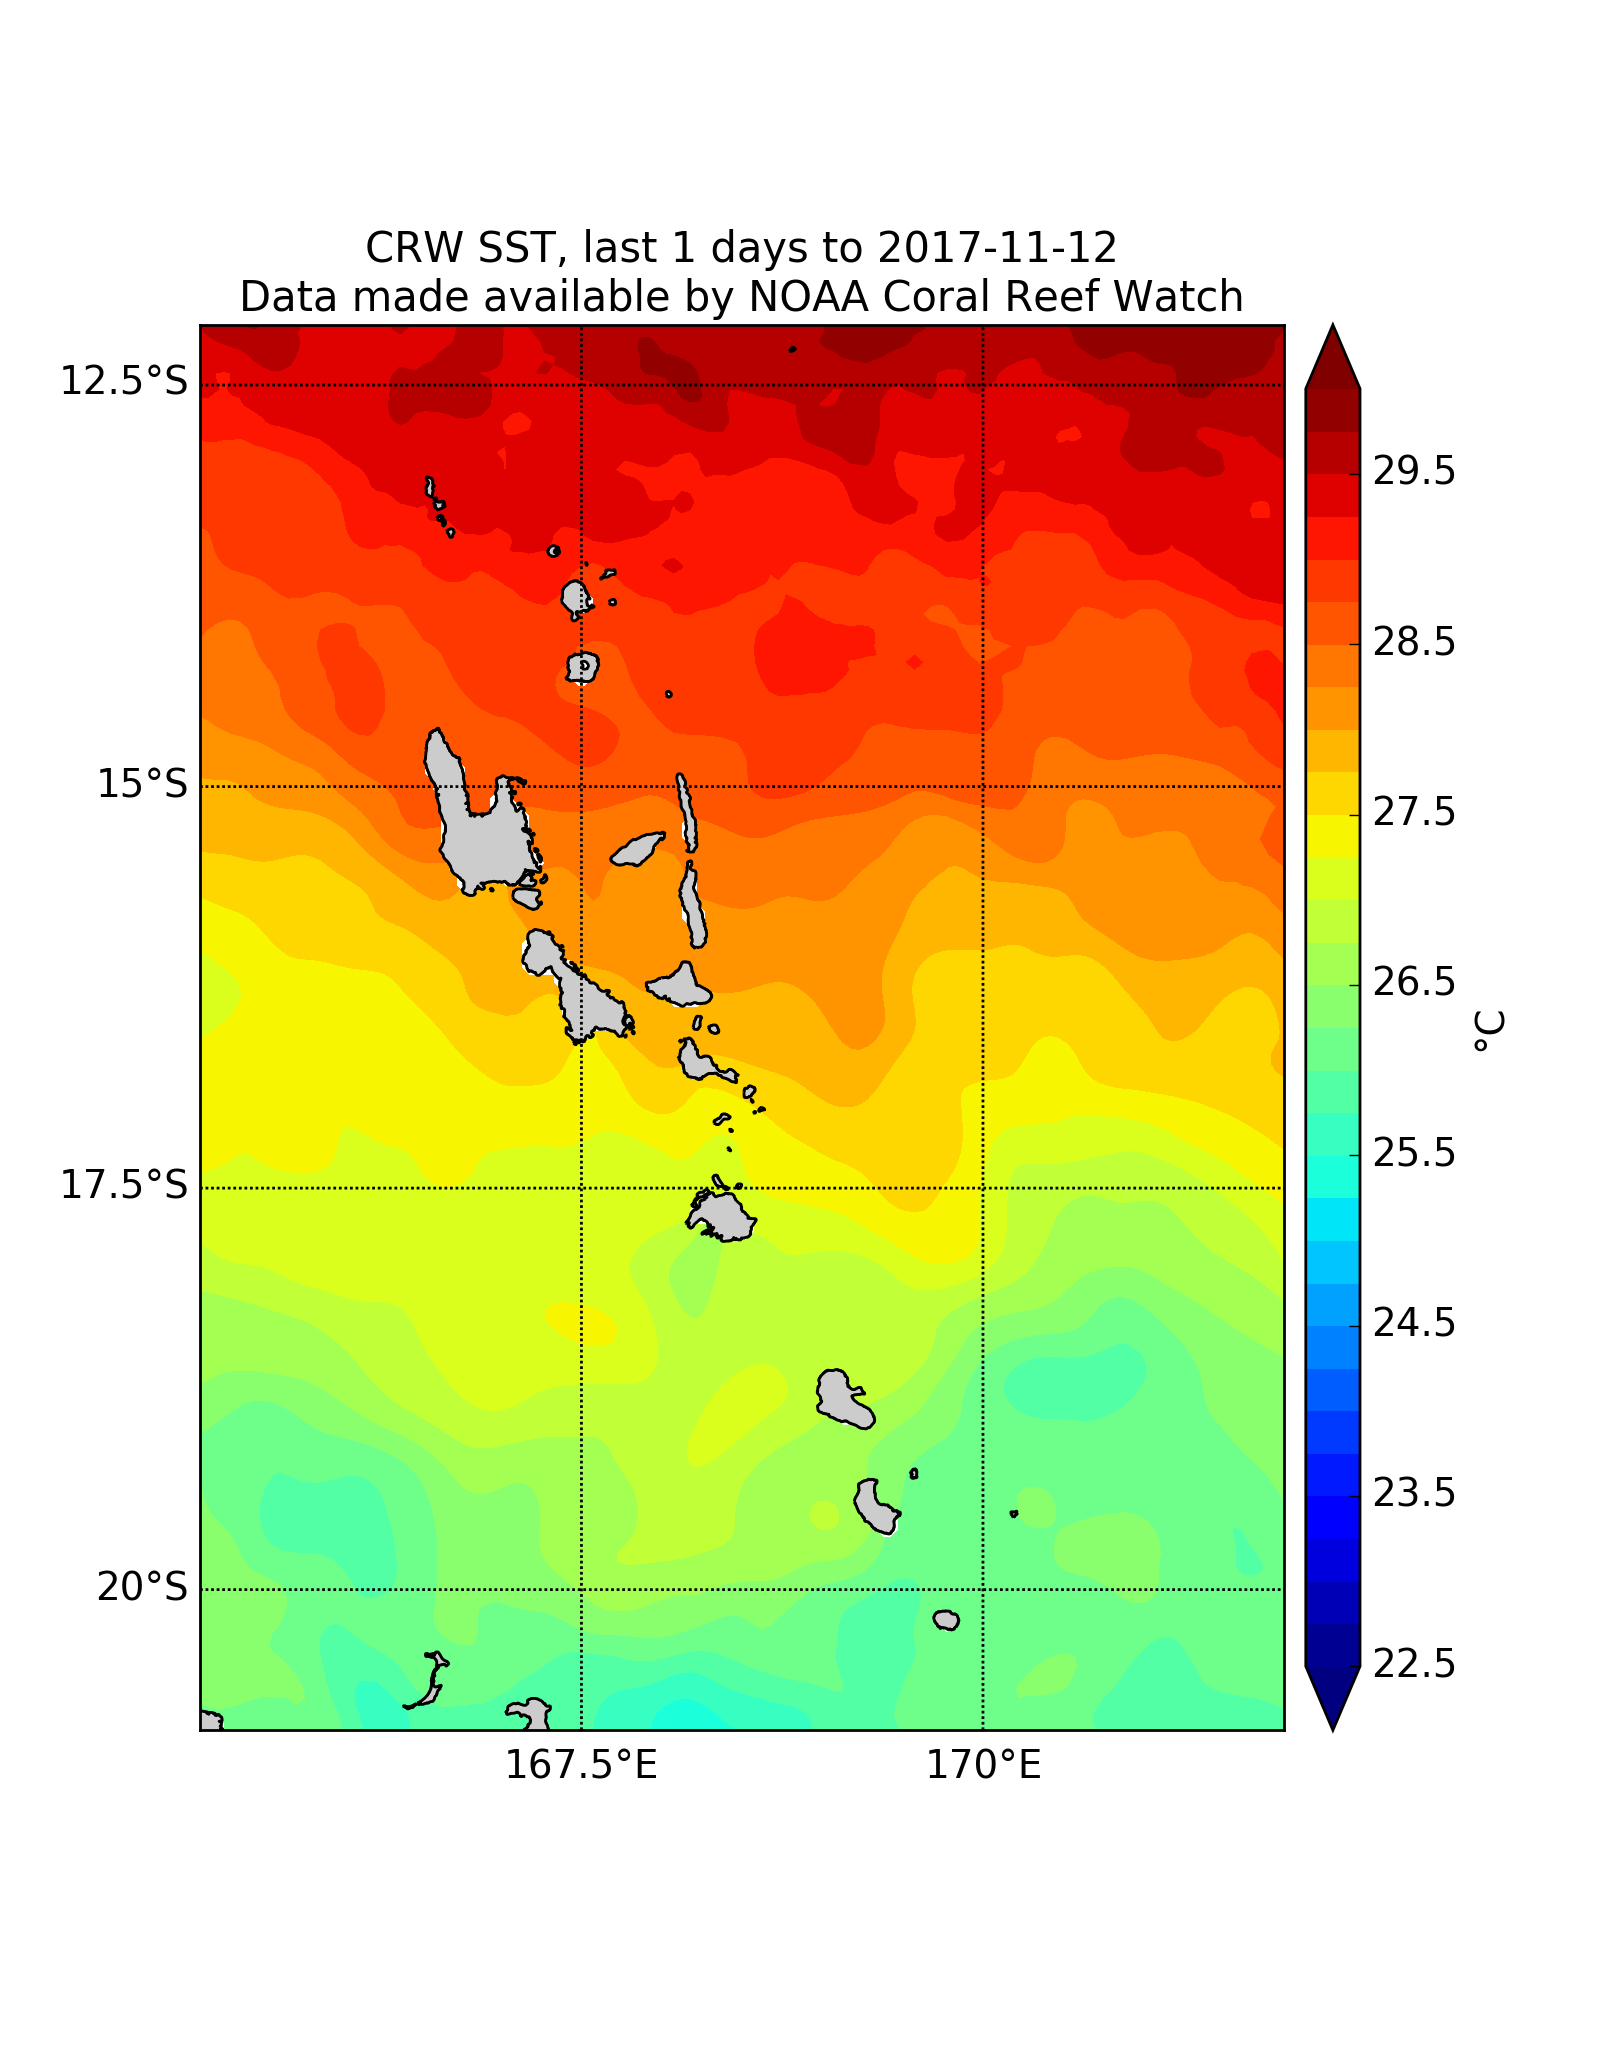 CRW SST, last 1 days to 2017-11-12
Data made available by NOAA Coral Reef Watch
12.5°S
15°S
17.5°S
20°S
167.5°E
170°E
29.5
28.5
27.5
26.5
25.5
24.5
23.5
22.5
°C